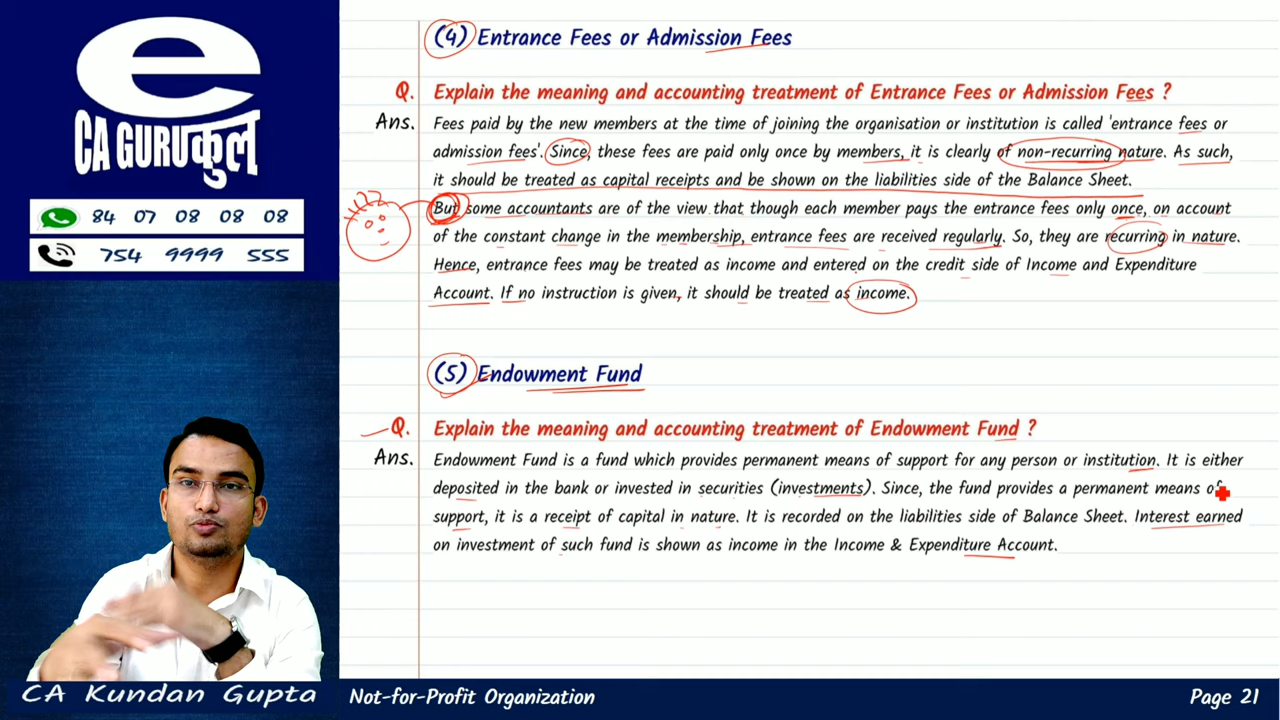 e
CA GURUકુલ
84 07 08 08 08
754 9999 555
CA Kundan Gupta
(4) Entrance Fees or Admission Fees
Q. Explain the meaning and accounting treatment of Entrance Fees or Admission Fees ?
Ans. Fees paid by the new members at the time of joining the organisation or institution is called 'entrance fees or
admission fees'. Since, these fees are paid only once by members, it is clearly of non-recurring nature. As such,
it should be treated as capital receipts and be shown on the liabilities side of the Balance Sheet.
But some accountants are of the view that though each member pays the entrance fees only once, on account
of the constant change in the membership, entrance fees are received regularly. So, they are recurring in nature.
Hence, entrance fees may be treated as income and entered on the credit side of Income and Expenditure
Account. If no instruction is given, it should be treated as income.
(5) Endowment Fund
Q. Explain the meaning and accounting treatment of Endowment Fund ?
Ans. Endowment Fund is a fund which provides permanent means of support for any person or institution. It is either
deposited in the bank or invested in securities (investments). Since, the fund provides a permanent means of
support, it is a receipt of capital in nature. It is recorded on the liabilities side of Balance Sheet. Interest earned
on investment of such fund is shown as income in the Income & Expenditure Account.
Not-for-Profit Organization
Page 21